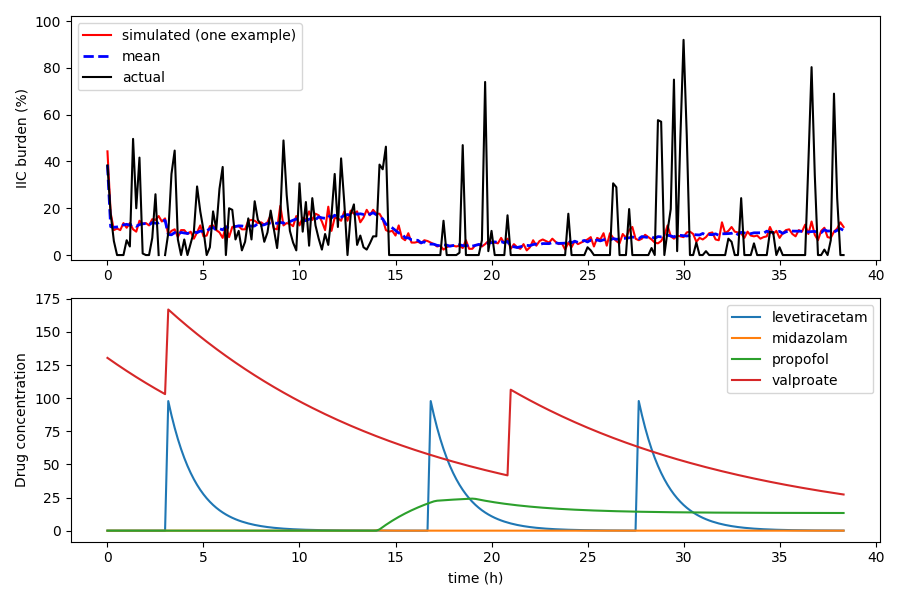 100
80
60
40
20
0
IIC burden (%)
simulated (one example)
mean
actual
0 5 10 15 20 25 30 35 40
175
150
125
100
75
50
25
0
Drug concentration
levetiracetam
midazolam
propofol
valproate
0 5 10 15 20 25 30 35 40
time (h)